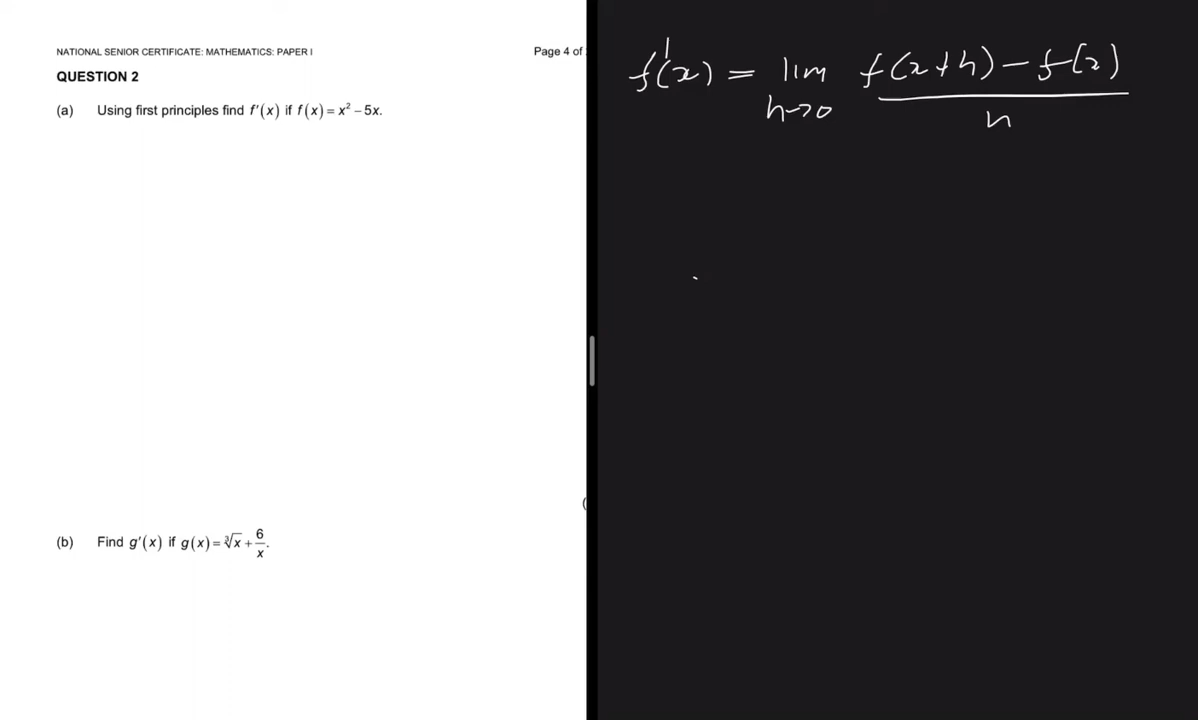 NATIONAL SENIOR CERTIFICATE: MATHEMATICS: PAPER I
Page 4 of
QUESTION 2
(a) Using first principles find f′(x) if f(x) = x² – 5x.
(
(b) Find g′(x) if g(x) = ∛x + 6/x.
f'(x) = lim h→0 f(x+h) – f(x) / h